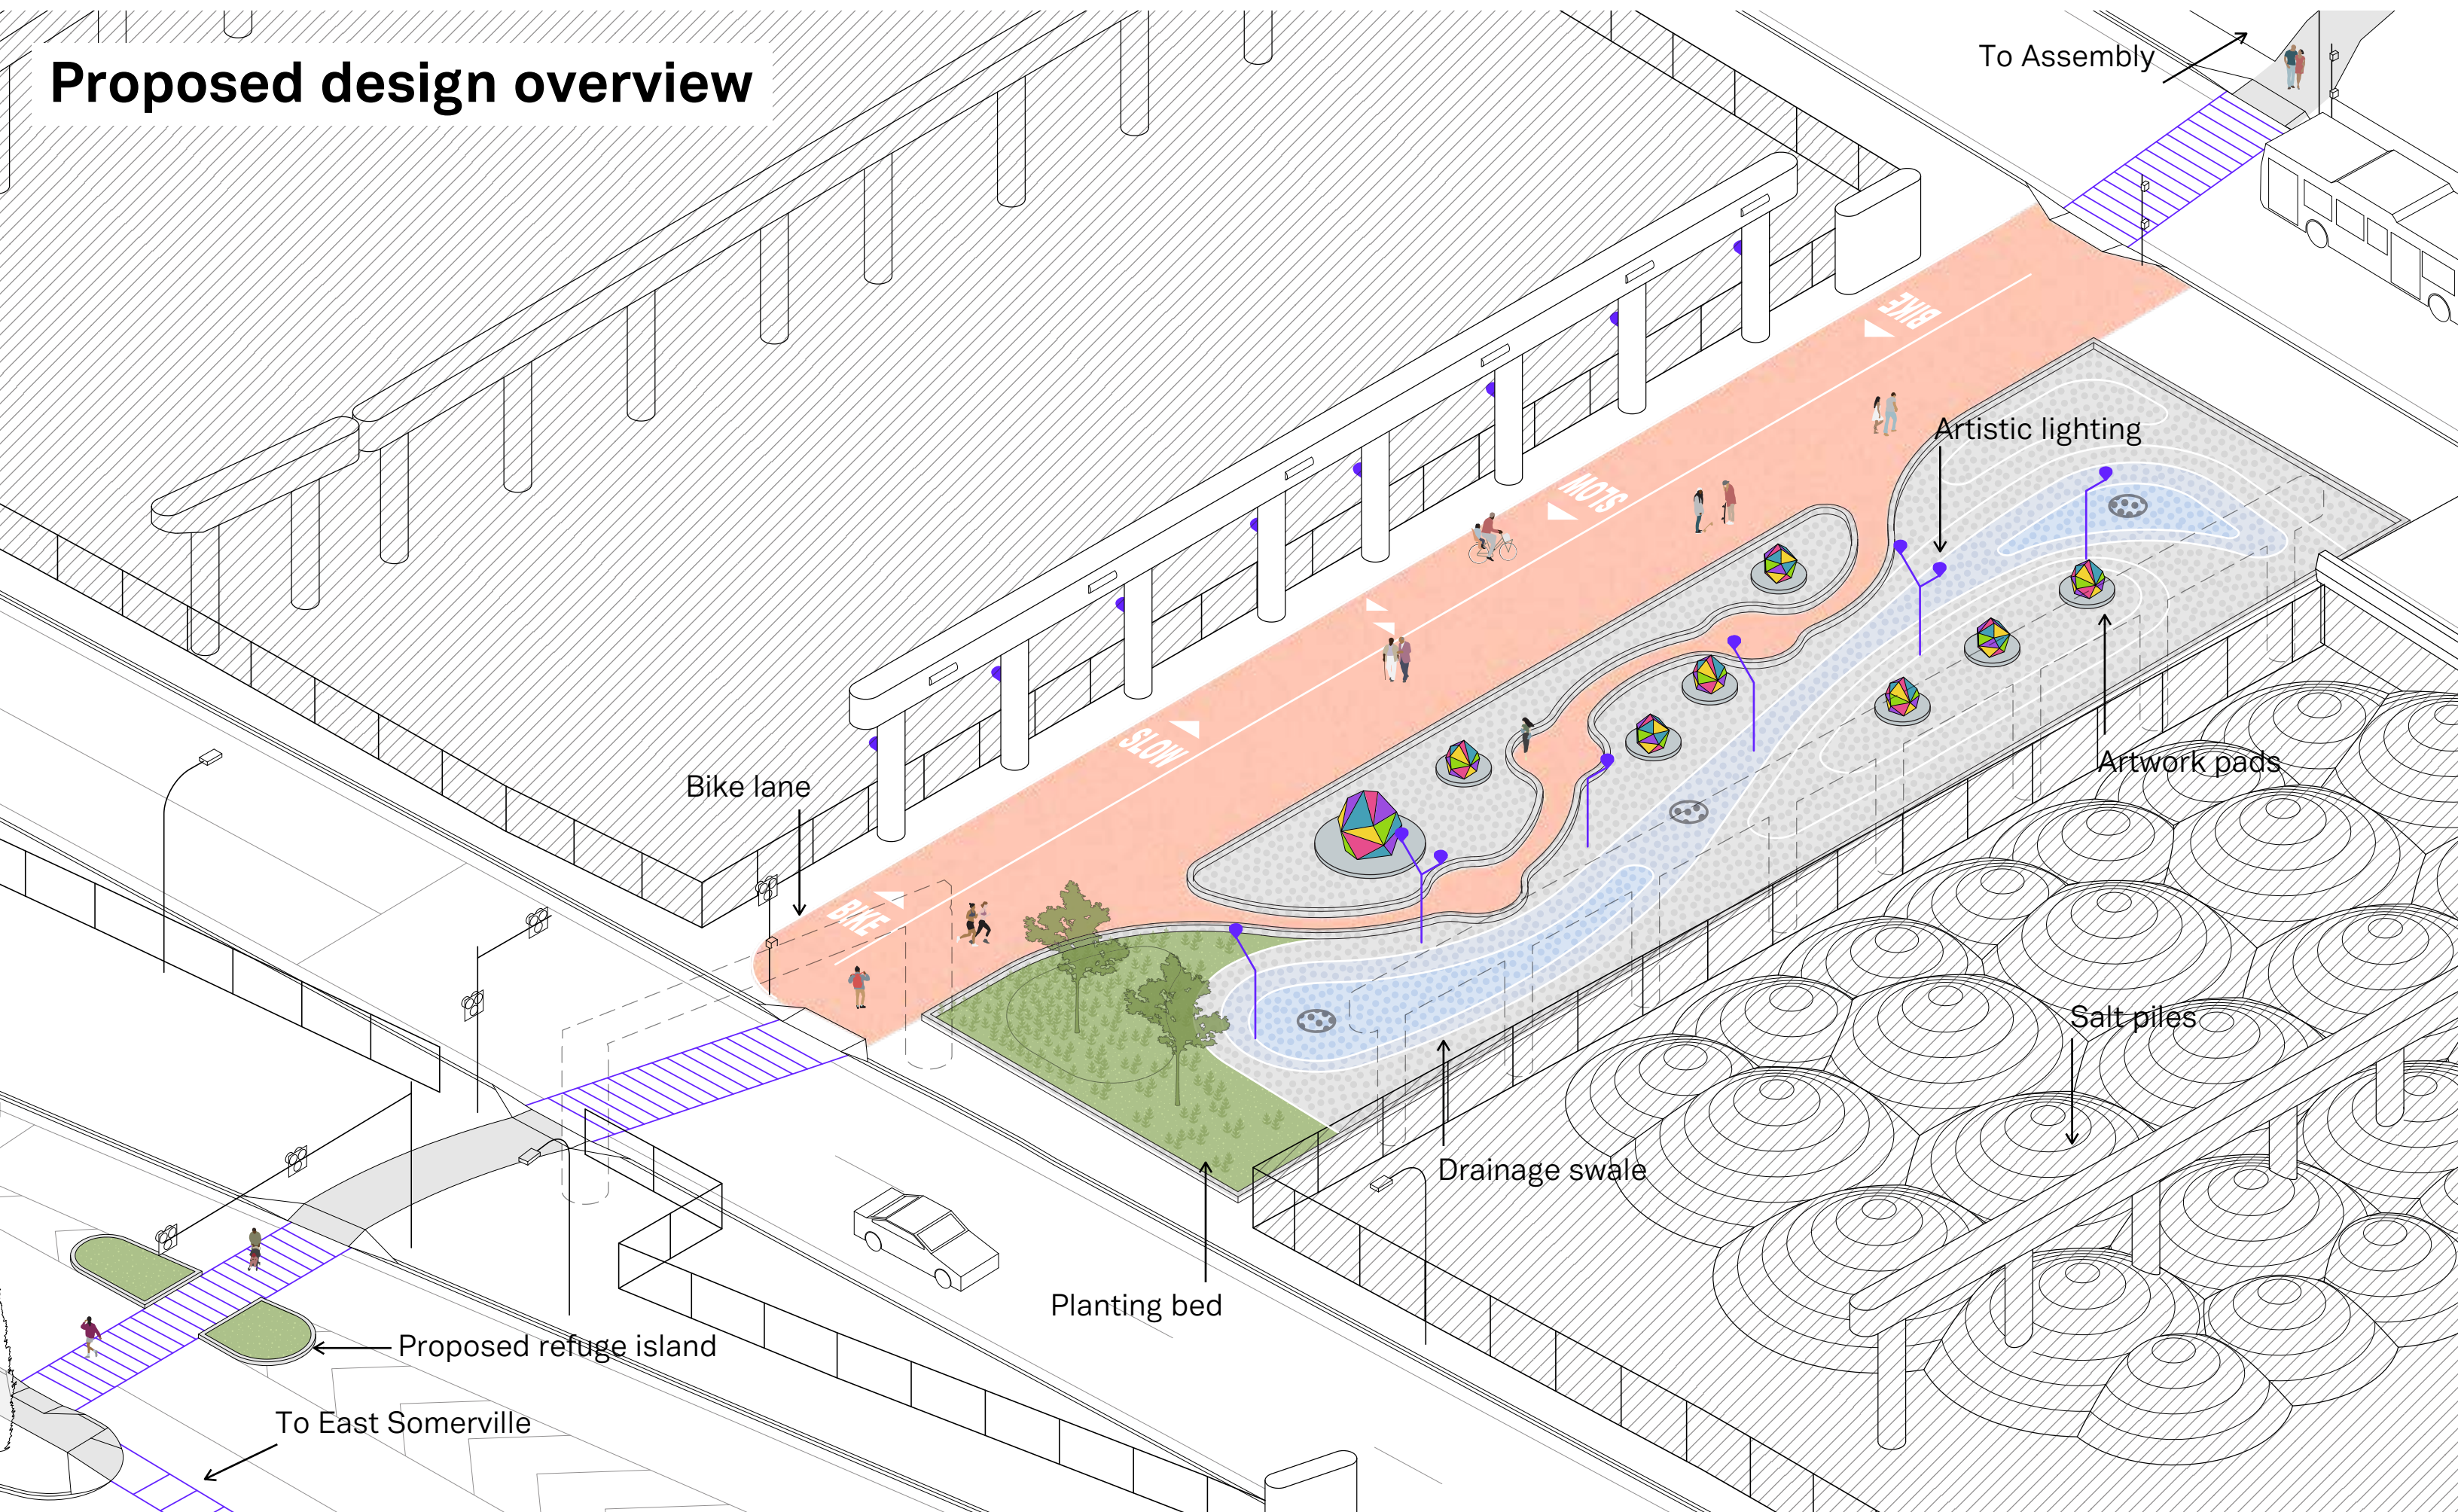 Proposed design overview
To Assembly
BIKE
Artistic lighting
SLOW
SLOW
Artwork pads
Bike lane
BIKE
Salt piles
Drainage swale
Planting bed
Proposed refuge island
To East Somerville